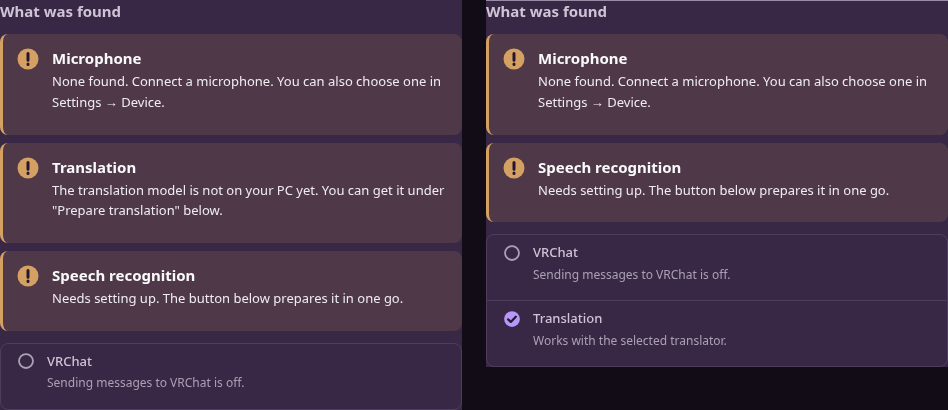 What was found
Microphone
None found. Connect a microphone. You can also choose one in
Settings → Device.
Translation
The translation model is not on your PC yet. You can get it under
"Prepare translation" below.
Speech recognition
Needs setting up. The button below prepares it in one go.
VRChat
Sending messages to VRChat is off.
What was found
Microphone
None found. Connect a microphone. You can also choose one in
Settings → Device.
Speech recognition
Needs setting up. The button below prepares it in one go.
VRChat
Sending messages to VRChat is off.
Translation
Works with the selected translator.